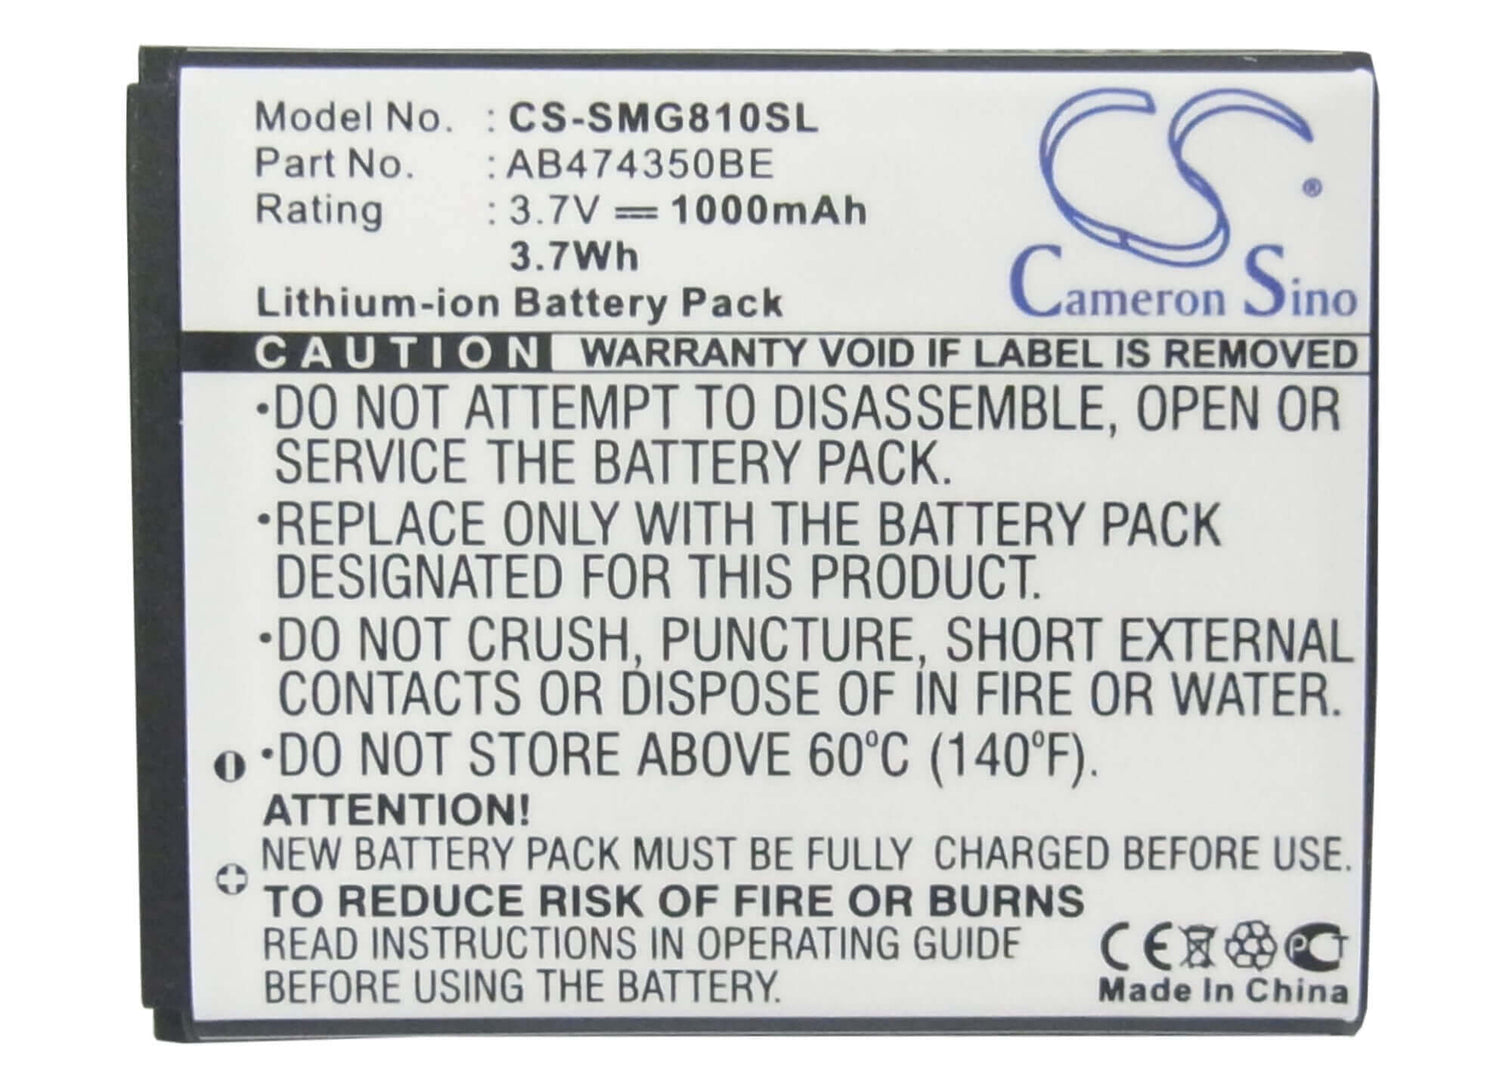 Model No. : CS-SMG810SL
Part No. : AB474350BE
Rating : 3.7V ⎓ 1000mAh
3.7Wh
Lithium-ion Battery Pack
CS ®
Cameron Sino
CAUTION WARRANTY VOID IF LABEL IS REMOVED
•DO NOT ATTEMPT TO DISASSEMBLE, OPEN OR
SERVICE THE BATTERY PACK.
•REPLACE ONLY WITH THE BATTERY PACK
DESIGNATED FOR THIS PRODUCT.
•DO NOT CRUSH, PUNCTURE, SHORT EXTERNAL
CONTACTS OR DISPOSE OF IN FIRE OR WATER.
•DO NOT STORE ABOVE 60°C (140°F).
ATTENTION!
NEW BATTERY PACK MUST BE FULLY CHARGED BEFORE USE.
TO REDUCE RISK OF FIRE OR BURNS
READ INSTRUCTIONS IN OPERATING GUIDE
BEFORE USING THE BATTERY.
CE PCT
Made In China